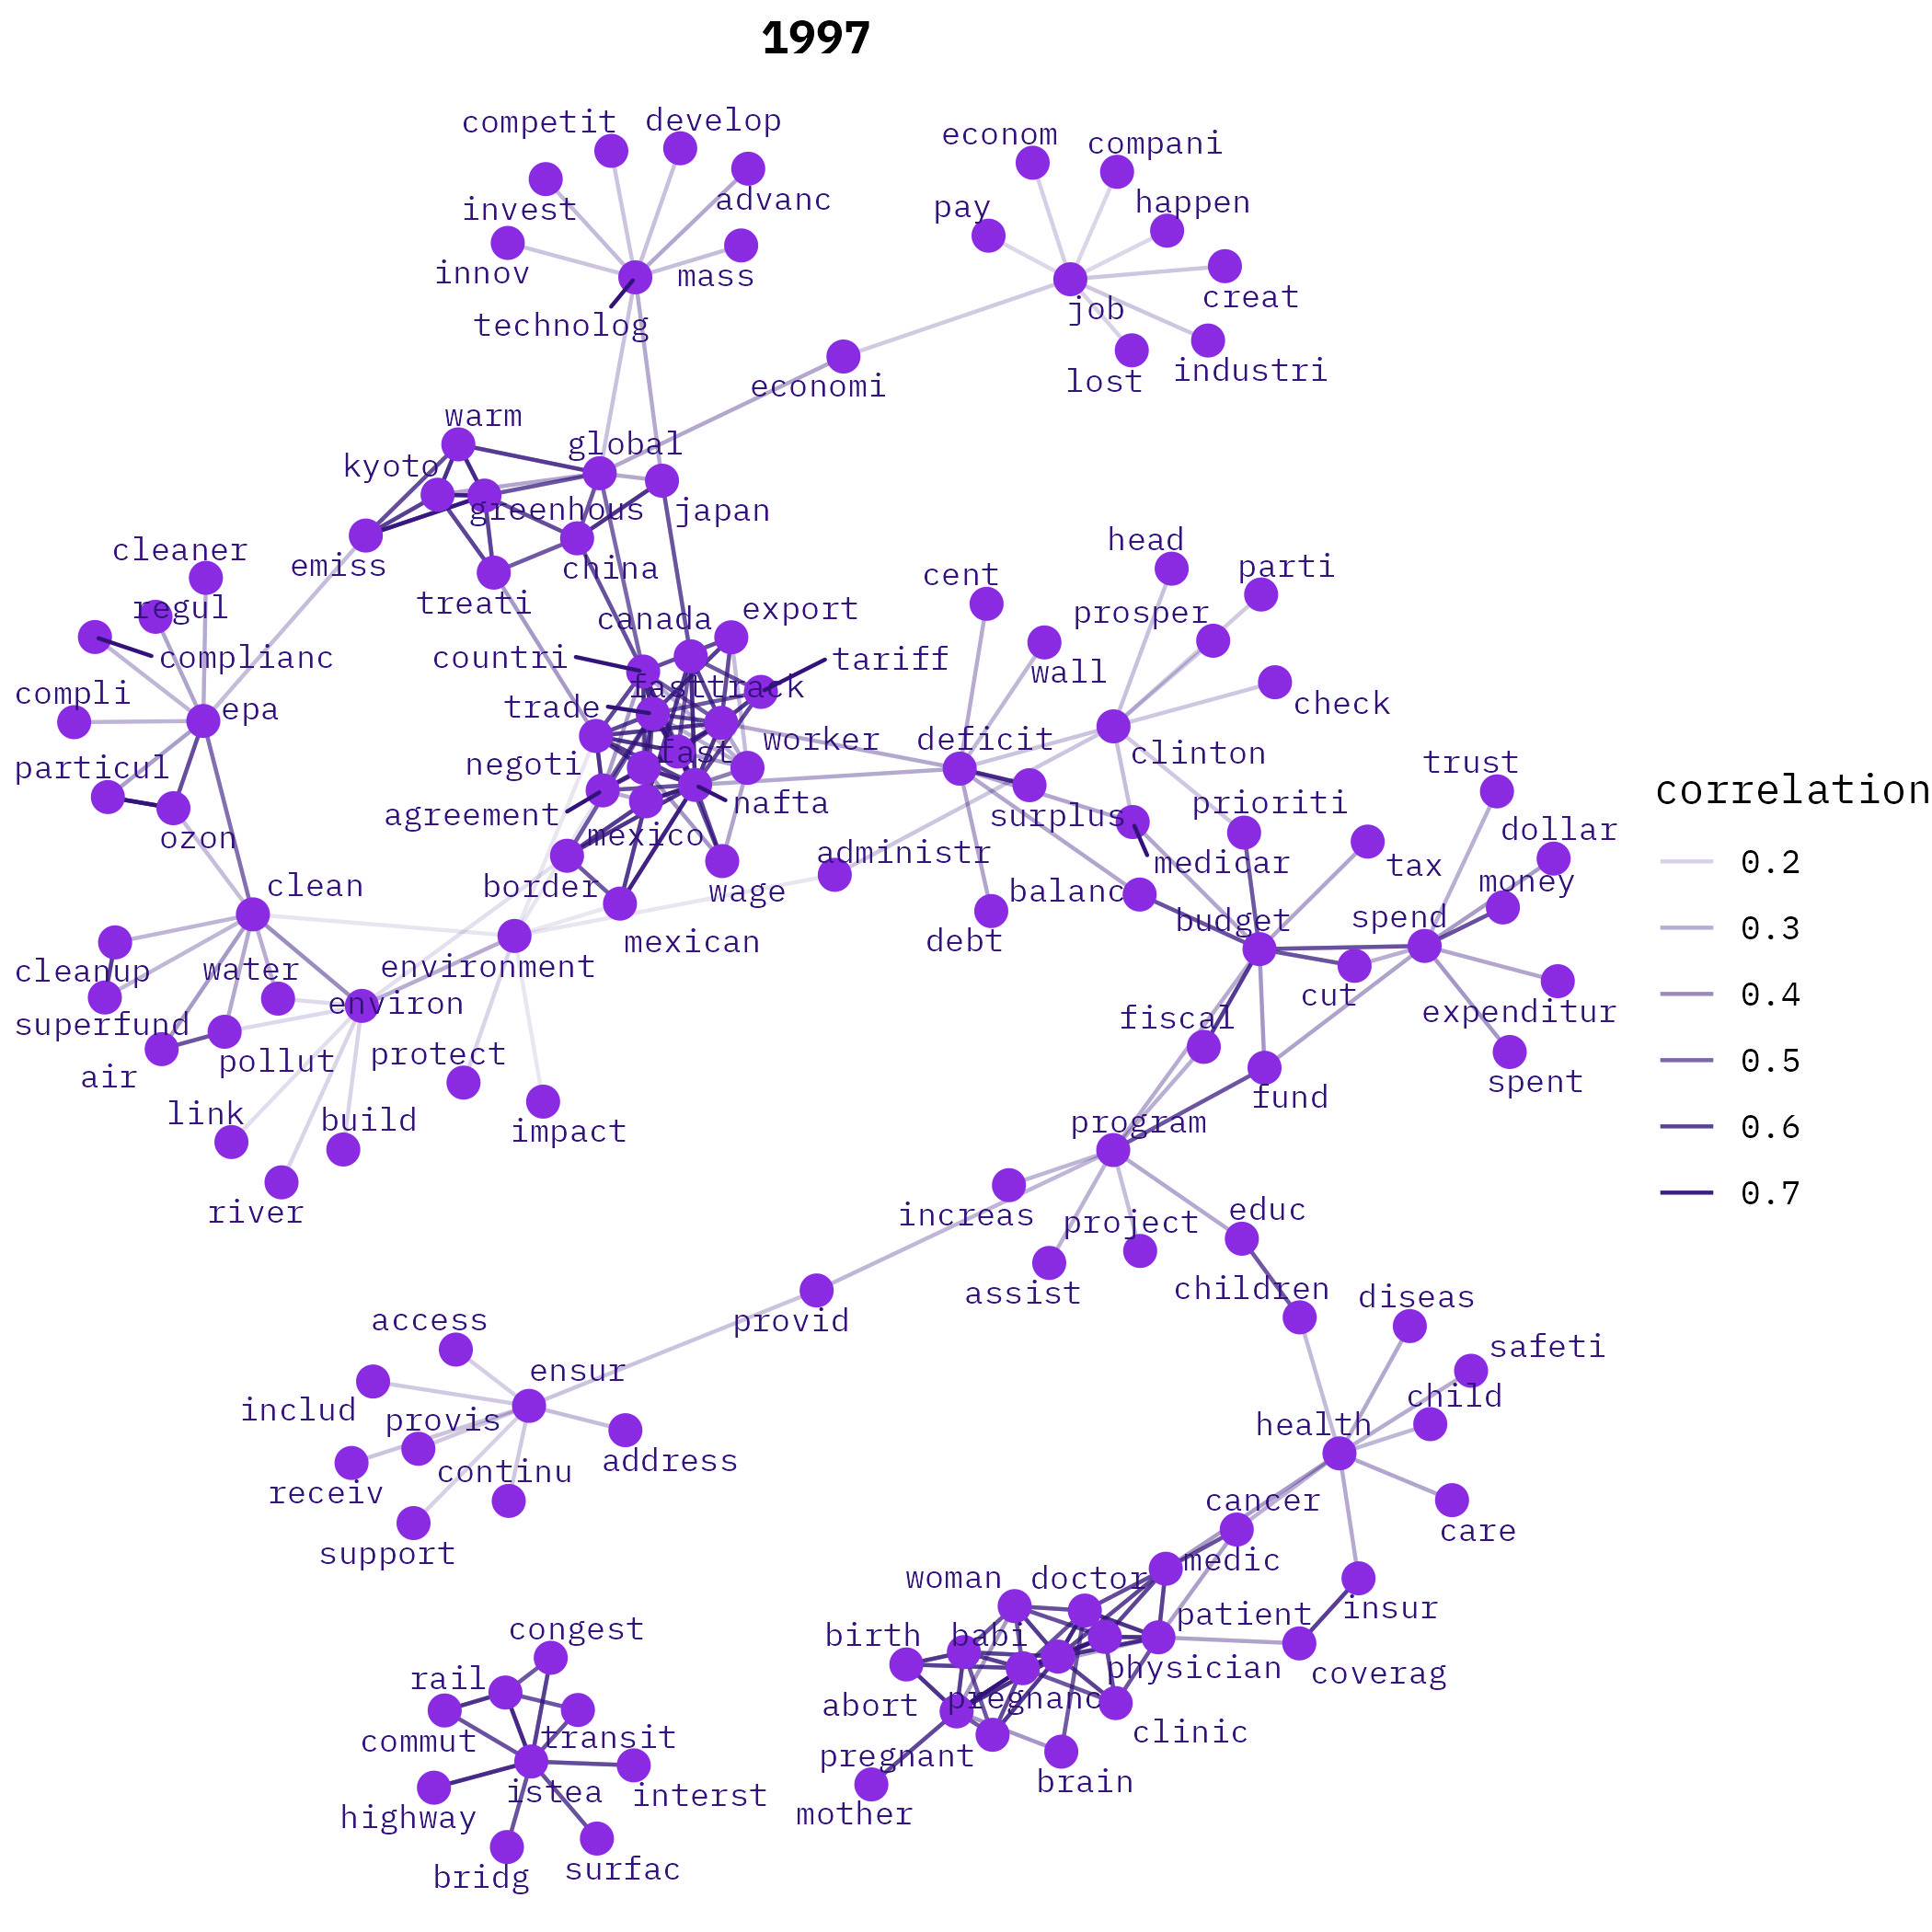 1997
competit
develop
econom
compani
invest
advanc
pay
happen
innov
mass
job
creat
technolog
economi
lost
industri
warm
kyoto
global
greenhous
japan
head
cleaner
emiss
china
cent
parti
regul
treati
canada
export
prosper
complianc
countri
tariff
wall
compli
epa
trade
fasttrack
check
worker
deficit
clinton
particul
negoti
fast
trust
agreement
nafta
surplus
prioriti
ozon
mexico
administr
medicar
tax
dollar
clean
border
wage
balanc
money
mexican
debt
budget
spend
cleanup
water
environment
cut
superfund
environ
fiscal
expenditur
air
pollut
protect
fund
spent
link
build
impact
program
river
increas
project
educ
assist
children
diseas
access
provid
safeti
ensur
child
includ
provis
health
address
receiv
continu
cancer
care
support
woman
doctor
medic
congest
birth
babi
patient
insur
rail
physician
coverag
commut
transit
abort
pregnanc
clinic
highway
istea
interst
pregnant
brain
mother
bridg
surfac
correlation
0.2
0.3
0.4
0.5
0.6
0.7